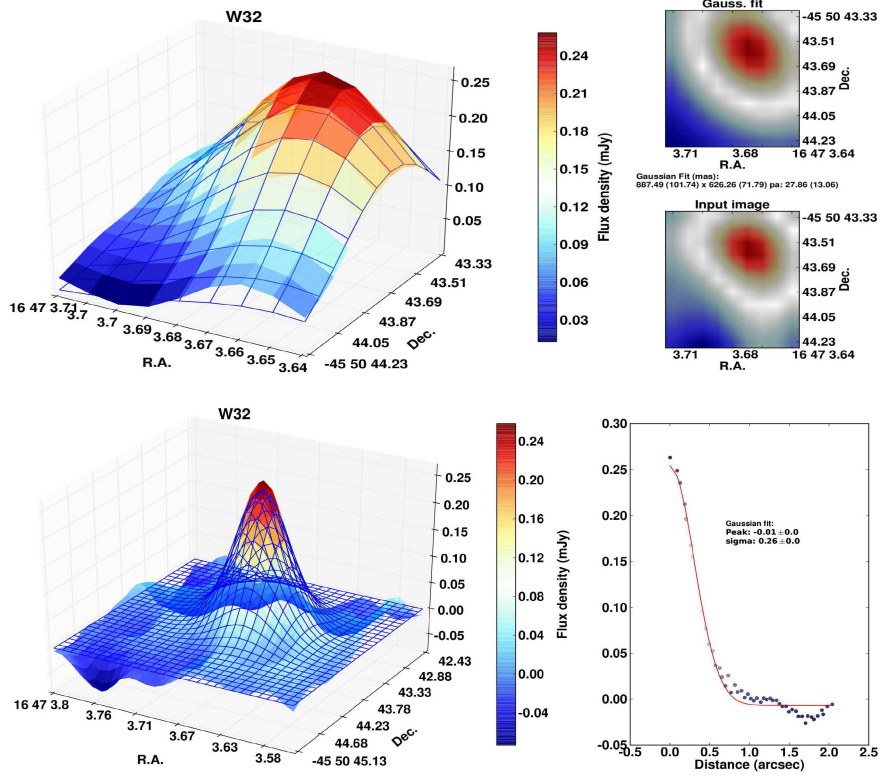 W32
0.25
0.20
0.15
0.10
0.05
43.33
43.51
43.69
43.87
44.05
-45 50 44.23
Dec.
16 47 3.71
3.7
3.7
3.69
3.68
3.67
3.66
3.65
3.64
R.A.
0.24
0.21
0.18
0.15
0.12
0.09
0.06
0.03
Flux density (mJy)
Gauss. fit
-45 50 43.33
43.51
43.69
43.87
44.05
44.23
Dec.
3.71
3.68
16 47 3.64
R.A.
Gaussian Fit (mas):
887.49 (101.74) x 626.26 (71.79) pa: 27.86 (13.06)
Input image
-45 50 43.33
43.51
43.69
43.87
44.05
44.23
Dec.
3.71
3.68
16 47 3.64
R.A.
W32
0.25
0.20
0.15
0.10
0.05
0.00
-0.05
42.43
42.88
43.33
43.78
44.23
44.68
-45 50 45.13
Dec.
16 47 3.8
3.76
3.71
3.67
3.63
3.58
R.A.
0.24
0.20
0.16
0.12
0.08
0.04
0.00
-0.04
Flux density (mJy)
0.30
0.25
0.20
0.15
0.10
0.05
0.00
-0.05
Gaussian fit:
Peak: -0.01±0.0
sigma: 0.26±0.0
-0.5
0.0
0.5
1.0
1.5
2.0
2.5
Distance (arcsec)